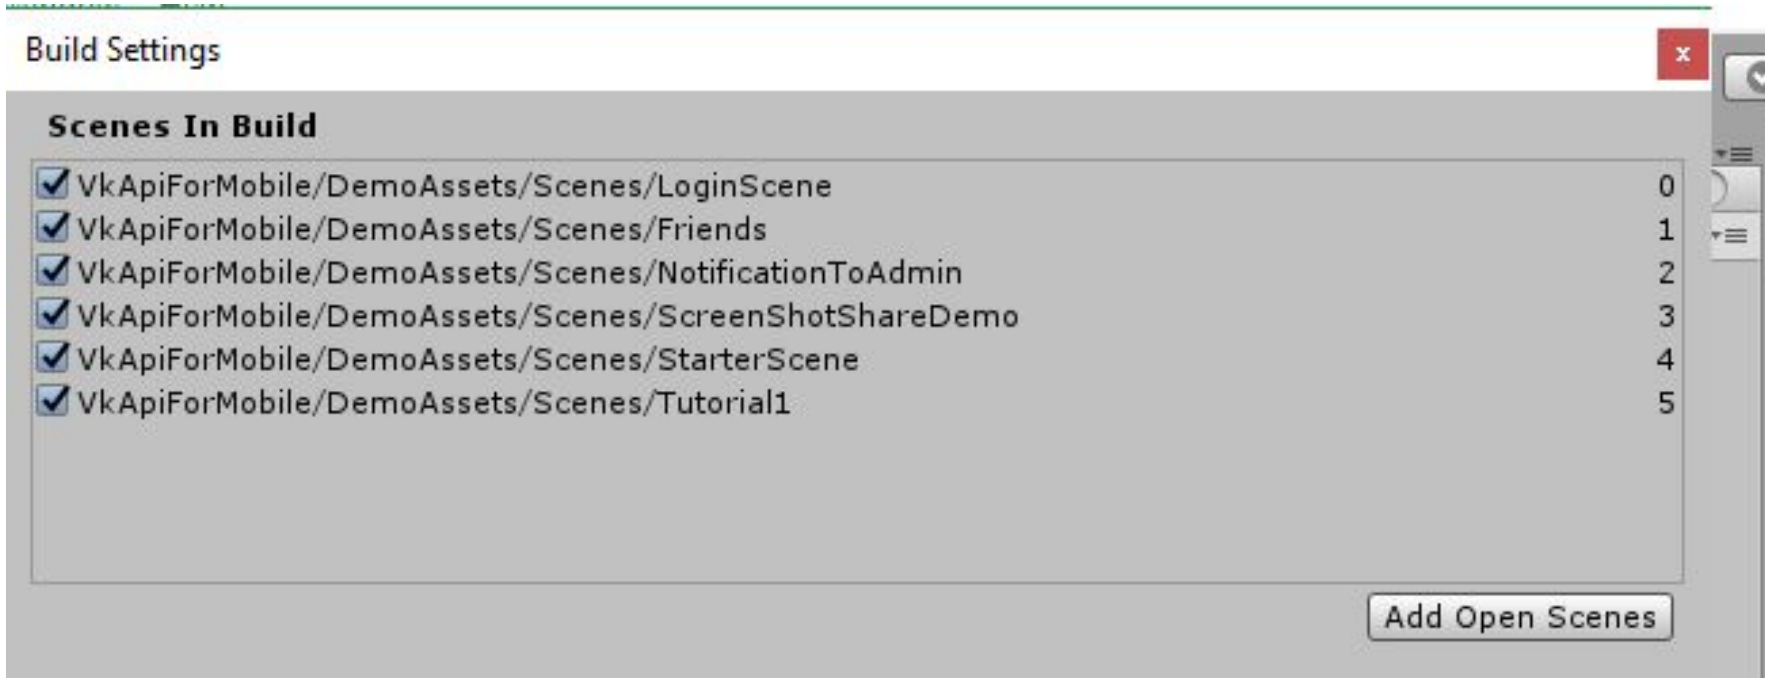 Build Settings
x
Scenes In Build
VkApiForMobile/DemoAssets/Scenes/LoginScene 0
VkApiForMobile/DemoAssets/Scenes/Friends 1
VkApiForMobile/DemoAssets/Scenes/NotificationToAdmin 2
VkApiForMobile/DemoAssets/Scenes/ScreenShotShareDemo 3
VkApiForMobile/DemoAssets/Scenes/StarterScene 4
VkApiForMobile/DemoAssets/Scenes/Tutorial1 5
Add Open Scenes